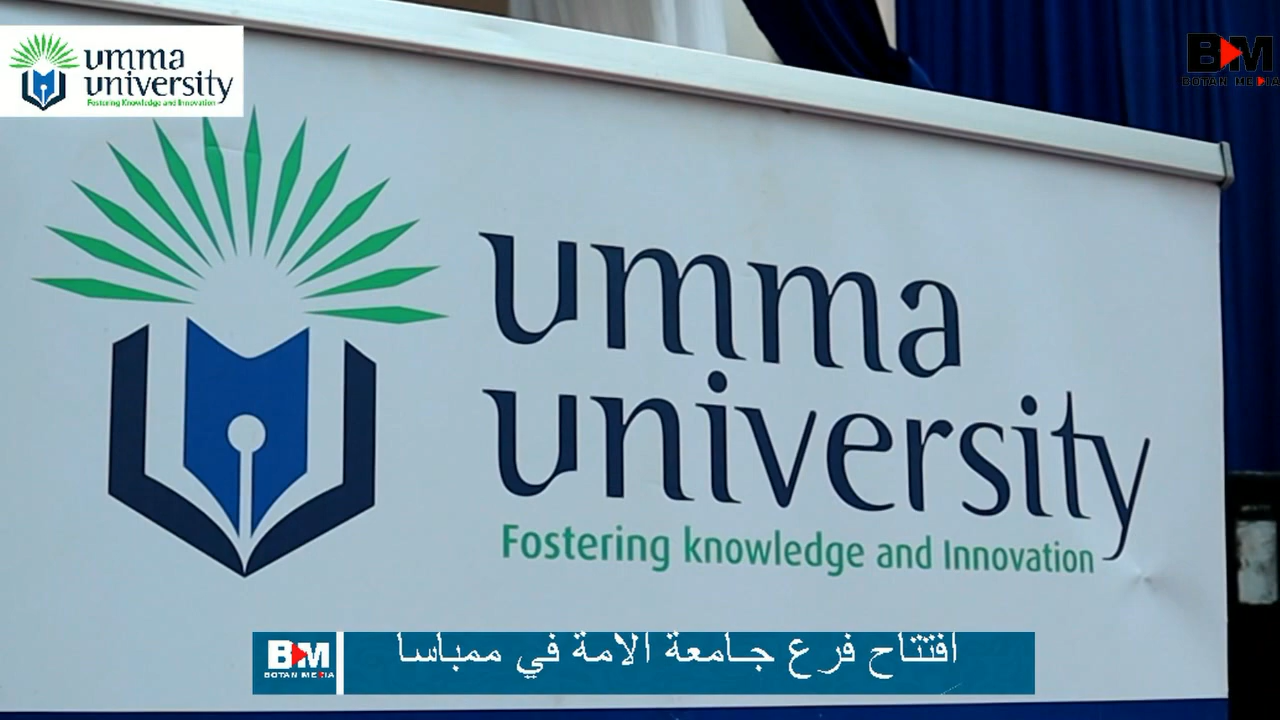 umma
university
Fostering Knowledge and Innovation
BM
BOTAN MEDIA
umma
university
Fostering knowledge and Innovation
BM
BOTAN MEDIA
افتتاح فرع جامعة الامة في ممباسا